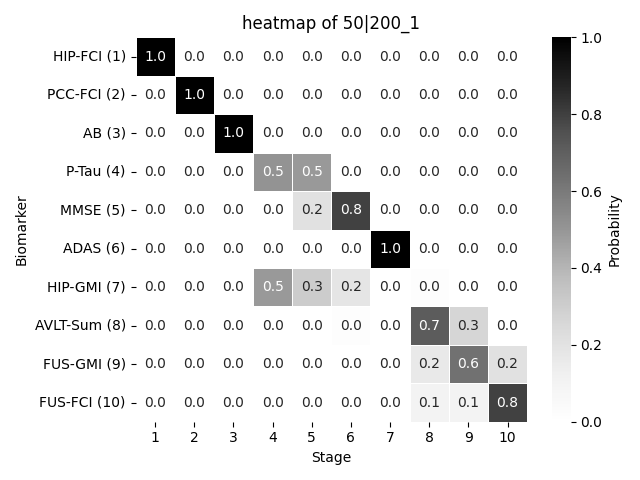 heatmap of 50|200_1
HIP-FCI (1) 1.0 0.0 0.0 0.0 0.0 0.0 0.0 0.0 0.0 0.0
PCC-FCI (2) 0.0 1.0 0.0 0.0 0.0 0.0 0.0 0.0 0.0 0.0
AB (3) 0.0 0.0 1.0 0.0 0.0 0.0 0.0 0.0 0.0 0.0
P-Tau (4) 0.0 0.0 0.0 0.5 0.5 0.0 0.0 0.0 0.0 0.0
MMSE (5) 0.0 0.0 0.0 0.0 0.2 0.8 0.0 0.0 0.0 0.0
ADAS (6) 0.0 0.0 0.0 0.0 0.0 0.0 1.0 0.0 0.0 0.0
HIP-GMI (7) 0.0 0.0 0.0 0.5 0.3 0.2 0.0 0.0 0.0 0.0
AVLT-Sum (8) 0.0 0.0 0.0 0.0 0.0 0.0 0.0 0.7 0.3 0.0
FUS-GMI (9) 0.0 0.0 0.0 0.0 0.0 0.0 0.0 0.2 0.6 0.2
FUS-FCI (10) 0.0 0.0 0.0 0.0 0.0 0.0 0.0 0.1 0.1 0.8
1 2 3 4 5 6 7 8 9 10
Stage
Biomarker
1.0
0.8
0.6
0.4
0.2
0.0
Probability